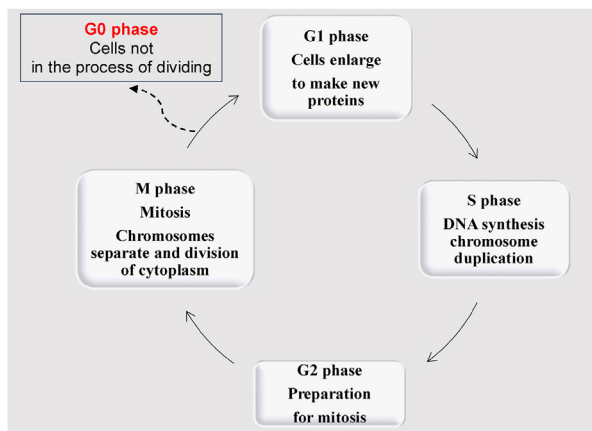 G0 phase
Cells not
in the process of dividing
G1 phase
Cells enlarge
to make new
proteins
S phase
DNA synthesis
chromosome
duplication
G2 phase
Preparation
for mitosis
M phase
Mitosis
Chromosomes
separate and division
of cytoplasm